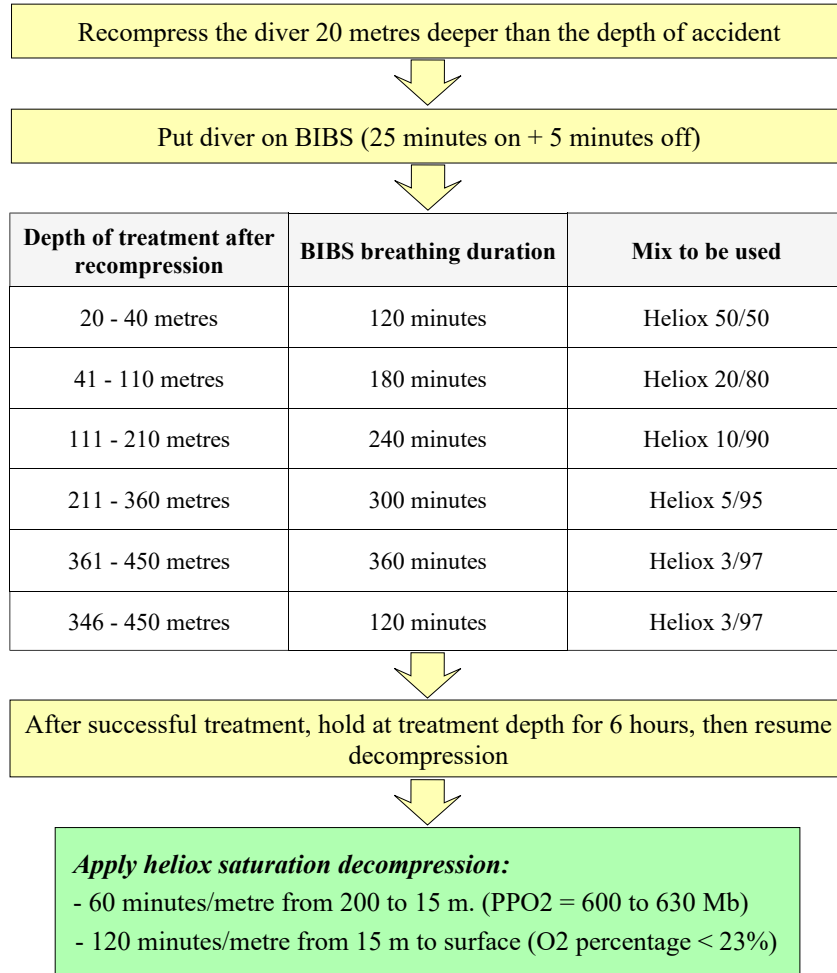 Recompress the diver 20 metres deeper than the depth of accident
Put diver on BIBS (25 minutes on + 5 minutes off)
Depth of treatment after recompression BIBS breathing duration Mix to be used
20 - 40 metres 120 minutes Heliox 50/50
41 - 110 metres 180 minutes Heliox 20/80
111 - 210 metres 240 minutes Heliox 10/90
211 - 360 metres 300 minutes Heliox 5/95
361 - 450 metres 360 minutes Heliox 3/97
346 - 450 metres 120 minutes Heliox 3/97
After successful treatment, hold at treatment depth for 6 hours, then resume
decompression
Apply heliox saturation decompression:
- 60 minutes/metre from 200 to 15 m. (PPO2 = 600 to 630 Mb)
- 120 minutes/metre from 15 m to surface (O2 percentage < 23%)